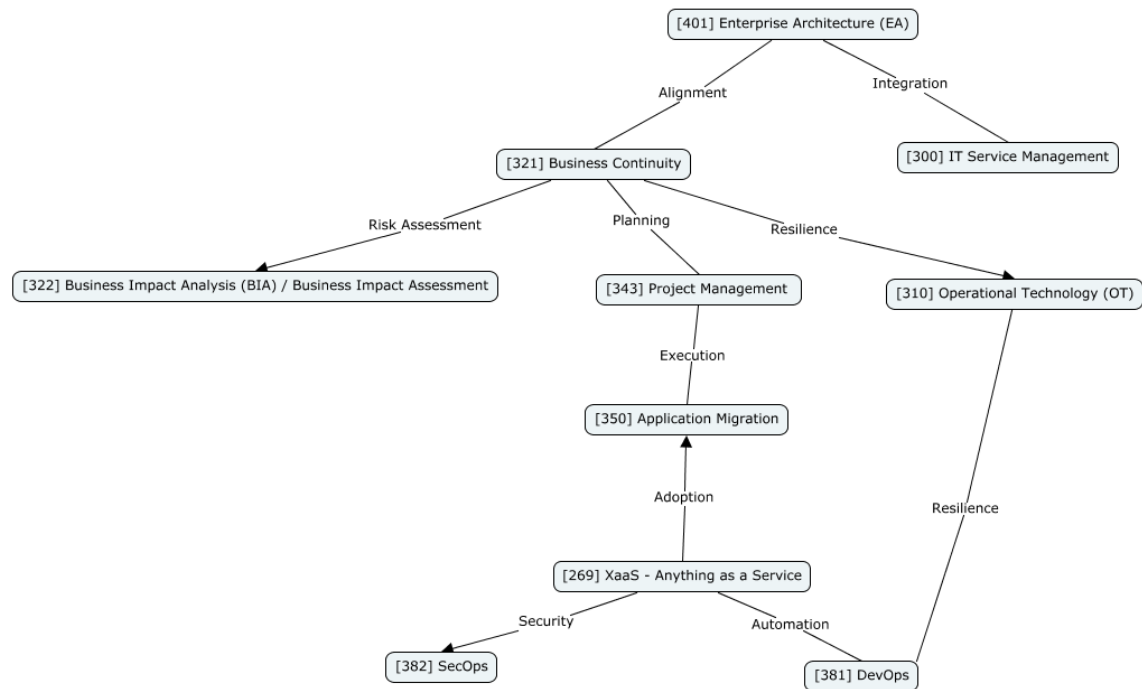 [401] Enterprise Architecture (EA)
Integration
Alignment
[300] IT Service Management
[321] Business Continuity
Risk Assessment
Planning
Resilience
[322] Business Impact Analysis (BIA) / Business Impact Assessment
[343] Project Management
[310] Operational Technology (OT)
Execution
[350] Application Migration
Adoption
Resilience
[269] XaaS - Anything as a Service
Security
Automation
[382] SecOps
[381] DevOps